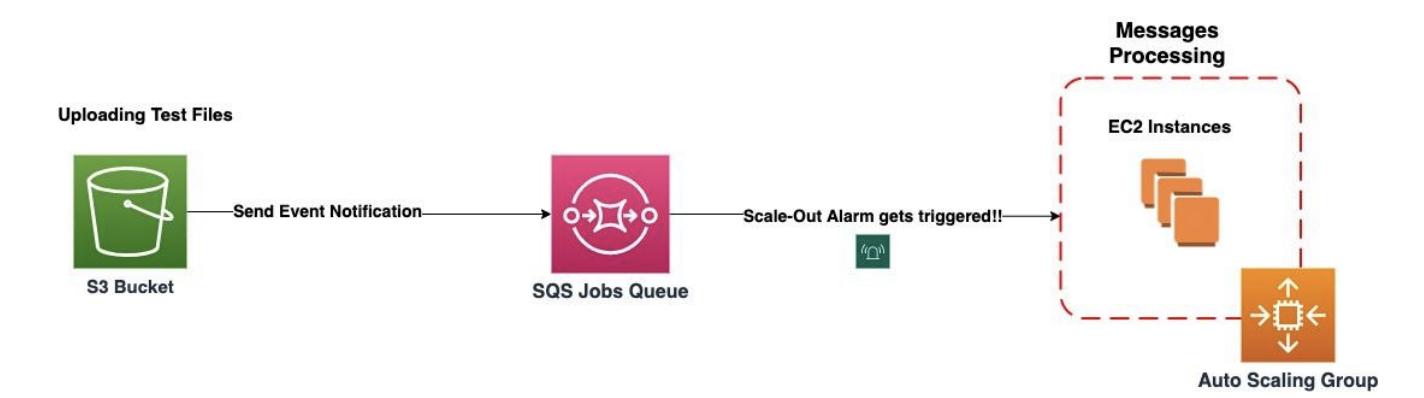 Messages
Processing
Uploading Test Files
EC2 Instances
Send Event Notification
Scale-Out Alarm gets triggered!!
S3 Bucket
SQS Jobs Queue
Auto Scaling Group